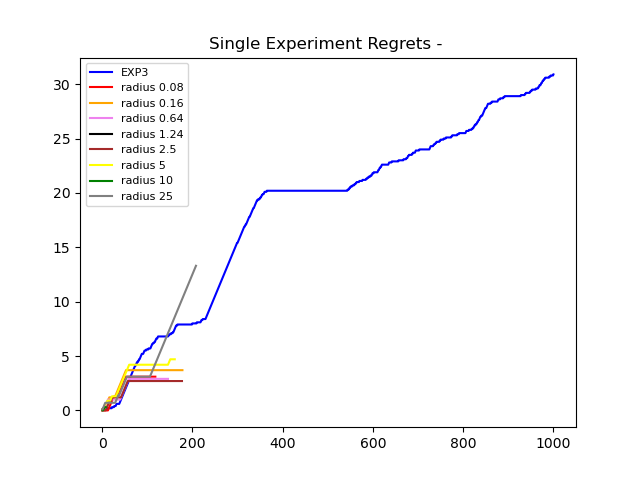 Single Experiment Regrets -
EXP3
radius 0.08
radius 0.16
radius 0.64
radius 1.24
radius 2.5
radius 5
radius 10
radius 25
30
25
20
15
10
5
0
0 200 400 600 800 1000